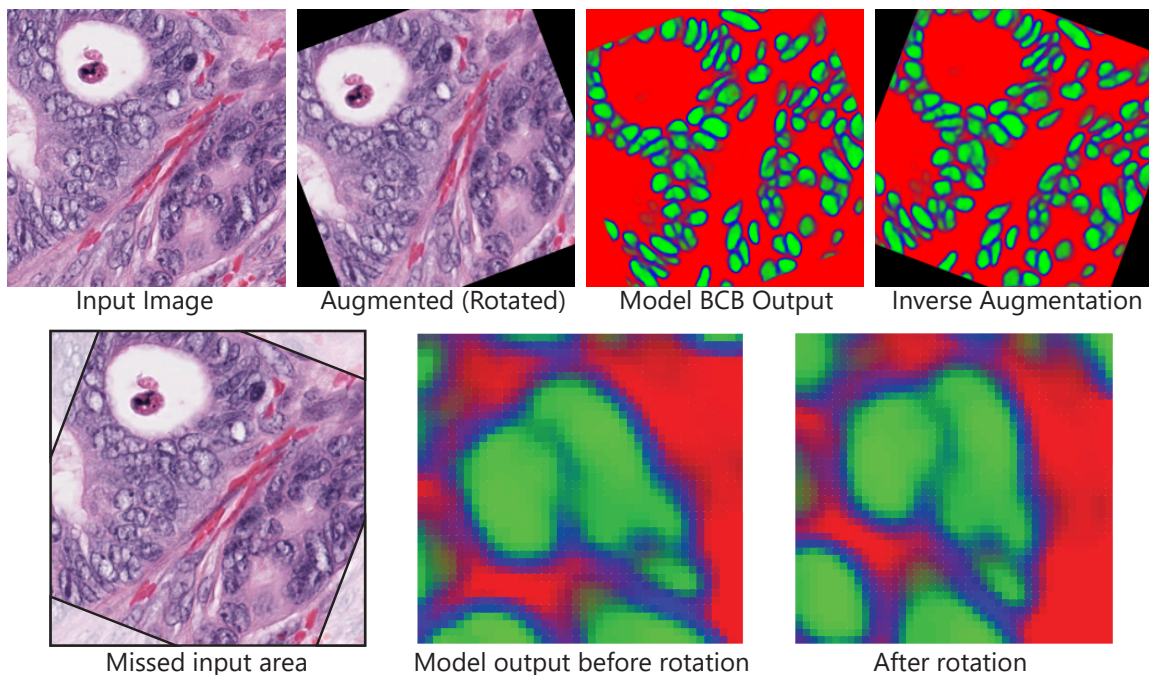 Input Image
Augmented (Rotated)
Model BCB Output
Inverse Augmentation
Missed input area
Model output before rotation
After rotation